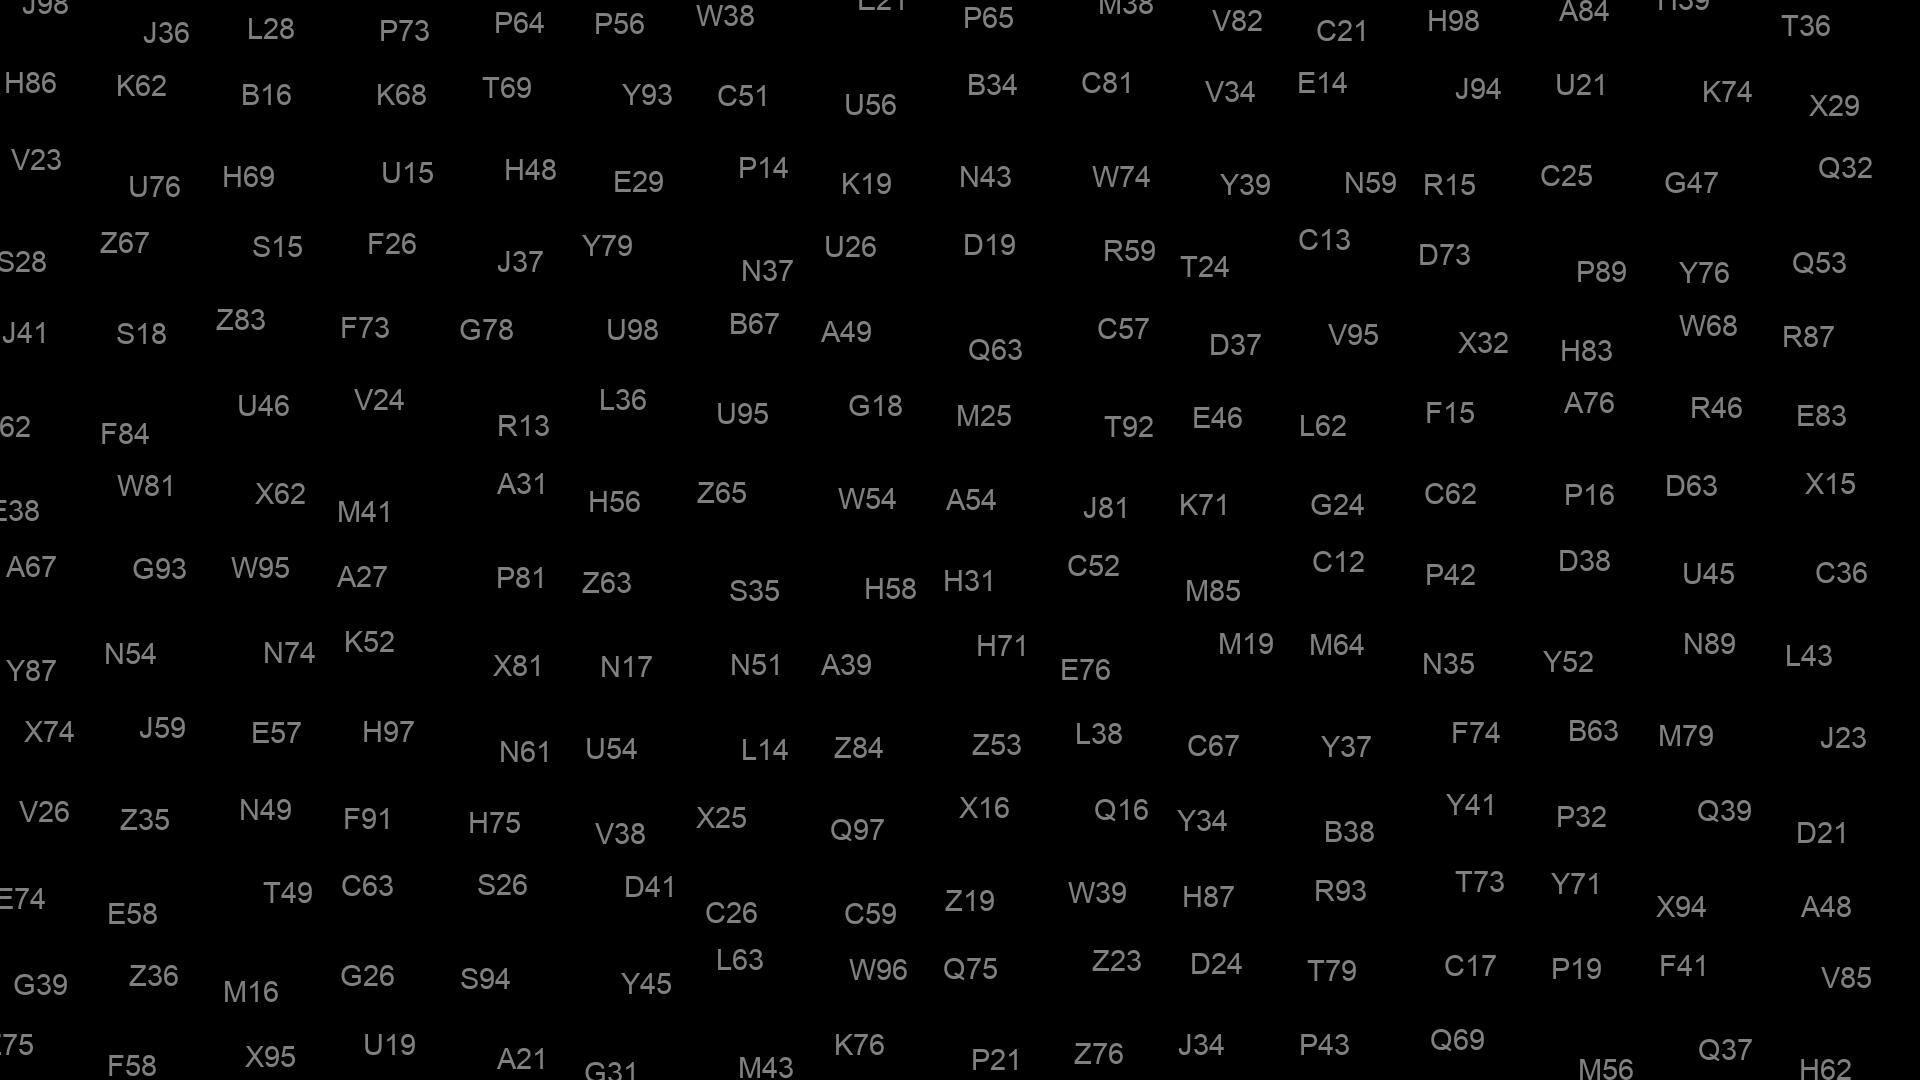 J98 J36 L28 P73 P64 P56 W38 P65 M38 V82 C21 H98 A84 H39 T36
H86 K62 B16 K68 T69 Y93 C51 U56 B34 C81 V34 E14 J94 U21 K74 X29
V23 U76 H69 U15 H48 E29 P14 K19 N43 W74 Y39 N59 R15 C25 G47 Q32
S28 Z67 S15 F26 J37 Y79 N37 U26 D19 R59 T24 C13 D73 P89 Y76 Q53
J41 S18 Z83 F73 G78 U98 B67 A49 Q63 C57 D37 V95 X32 H83 W68 R87
62 F84 U46 V24 R13 L36 U95 G18 M25 T92 E46 L62 F15 A76 R46 E83
E38 W81 X62 M41 A31 H56 Z65 W54 A54 J81 K71 G24 C62 P16 D63 X15
A67 G93 W95 A27 P81 Z63 S35 H58 H31 C52 M85 C12 P42 D38 U45 C36
Y87 N54 N74 K52 X81 N17 N51 A39 H71 E76 M19 M64 N35 Y52 N89 L43
X74 J59 E57 H97 N61 U54 L14 Z84 Z53 L38 C67 Y37 F74 B63 M79 J23
V26 Z35 N49 F91 H75 V38 X25 Q97 X16 Q16 Y34 B38 Y41 P32 Q39 D21
E74 E58 T49 C63 S26 D41 C26 C59 Z19 W39 H87 R93 T73 Y71 X94 A48
G39 Z36 M16 G26 S94 Y45 L63 W96 Q75 Z23 D24 T79 C17 P19 F41 V85
75 F58 X95 U19 A21 G31 M43 K76 P21 Z76 J34 P43 Q69 M56 Q37 H62